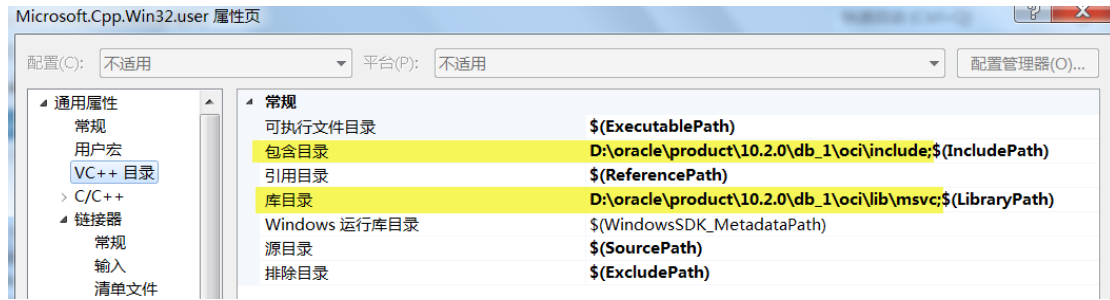 Microsoft.Cpp.Win32.user 属性页
配置(C): 不适用 平台(P): 不适用 配置管理器(O)...
通用属性
常规
用户宏
VC++ 目录
C/C++
链接器
常规
输入
清单文件
常规
可执行文件目录 $(ExecutablePath)
包含目录 D:\oracle\product\10.2.0\db_1\oci\include;$(IncludePath)
引用目录 $(ReferencePath)
库目录 D:\oracle\product\10.2.0\db_1\oci\lib\msvc;$(LibraryPath)
Windows 运行库目录 $(WindowsSDK_MetadataPath)
源目录 $(SourcePath)
排除目录 $(ExcludePath)